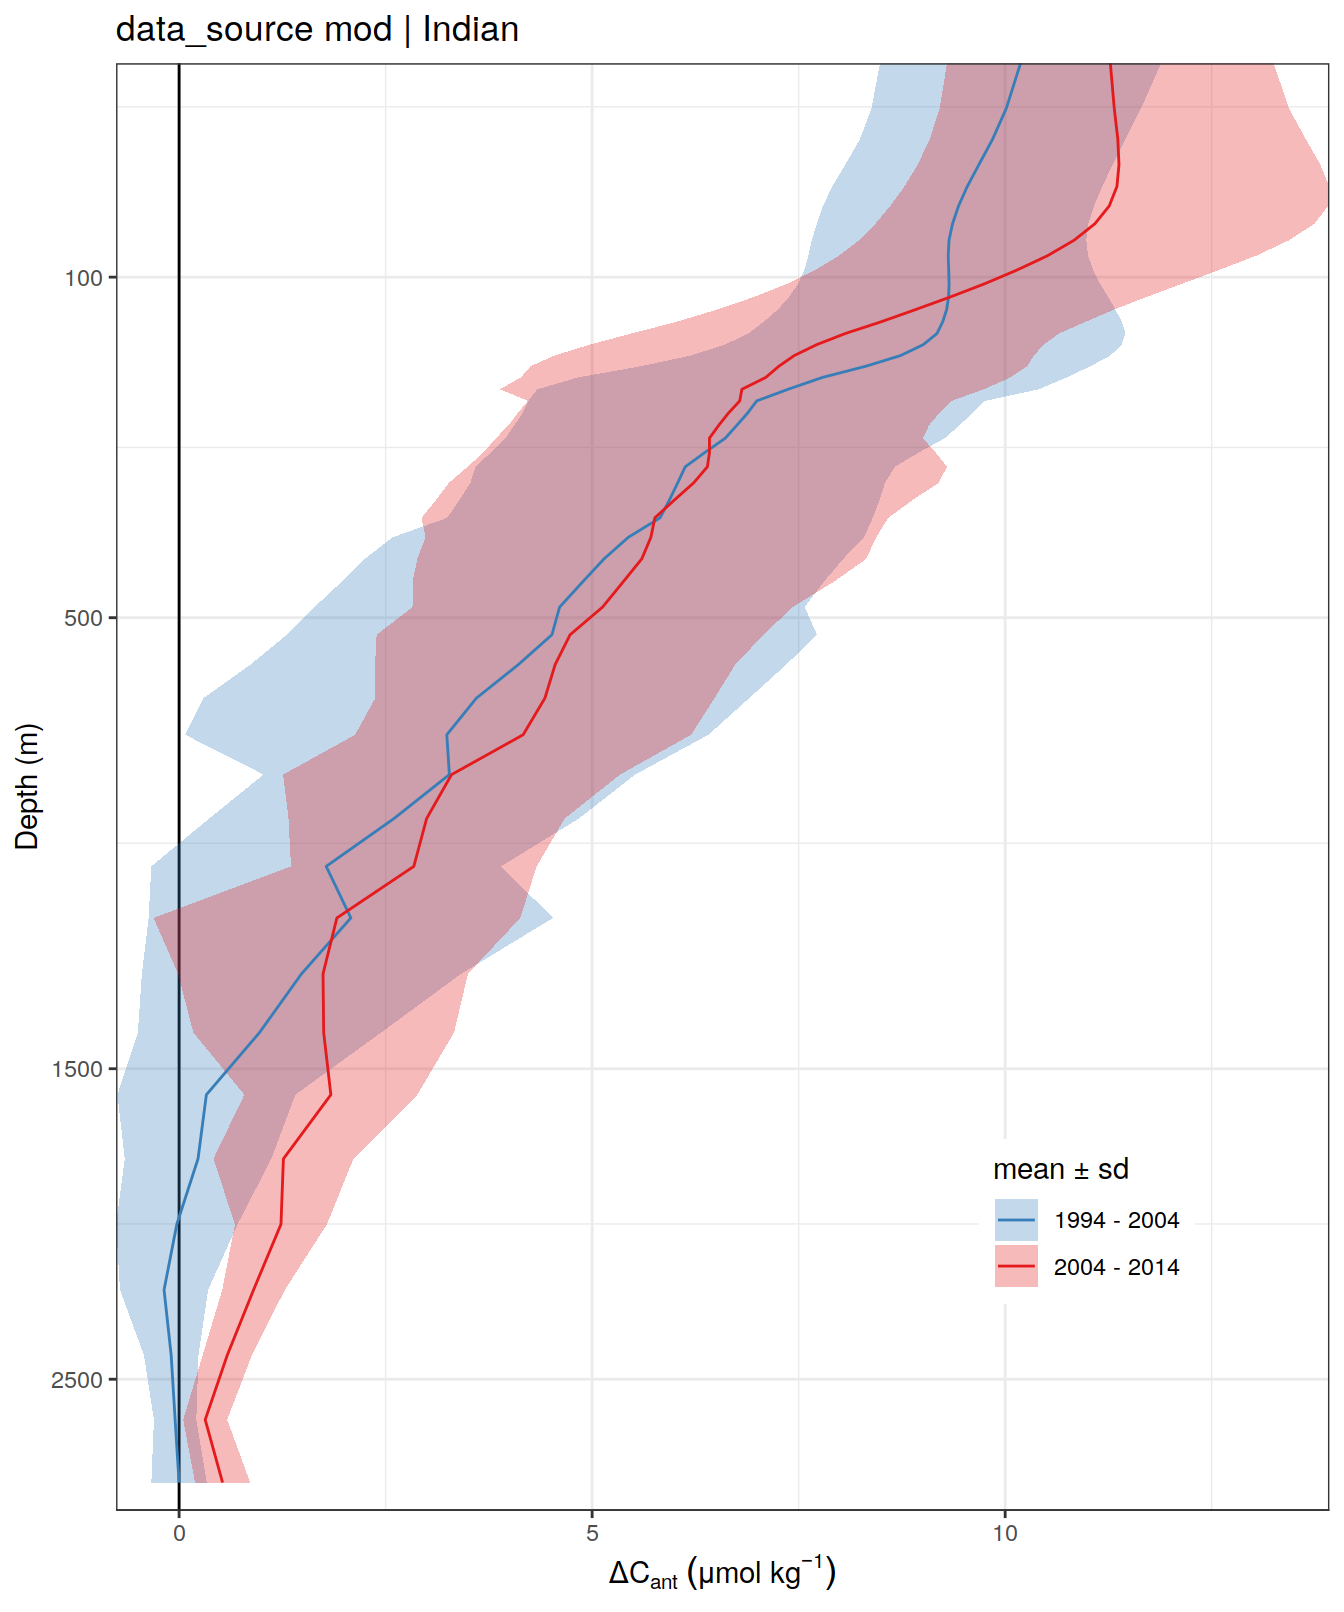 data_source mod | Indian
Depth (m)
100
500
1500
2500
mean ± sd
1994 - 2004
2004 - 2014
0 5 10
ΔCant (μmol kg⁻¹)